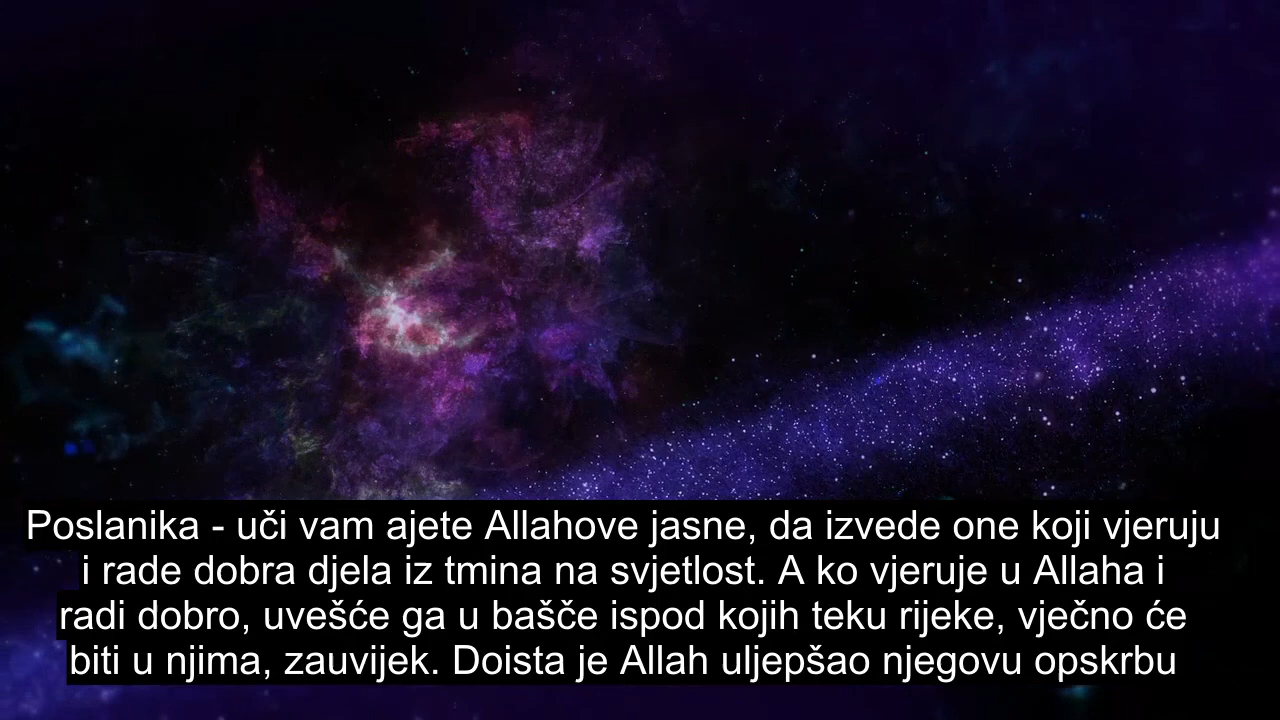 Poslanika - uči vam ajete Allahove jasne, da izvede one koji vjeruju
i rade dobra djela iz tmina na svjetlost. A ko vjeruje u Allaha i
radi dobro, uvešće ga u bašče ispod kojih teku rijeke, vječno će
biti u njima, zauvijek. Doista je Allah uljepšao njegovu opskrbu